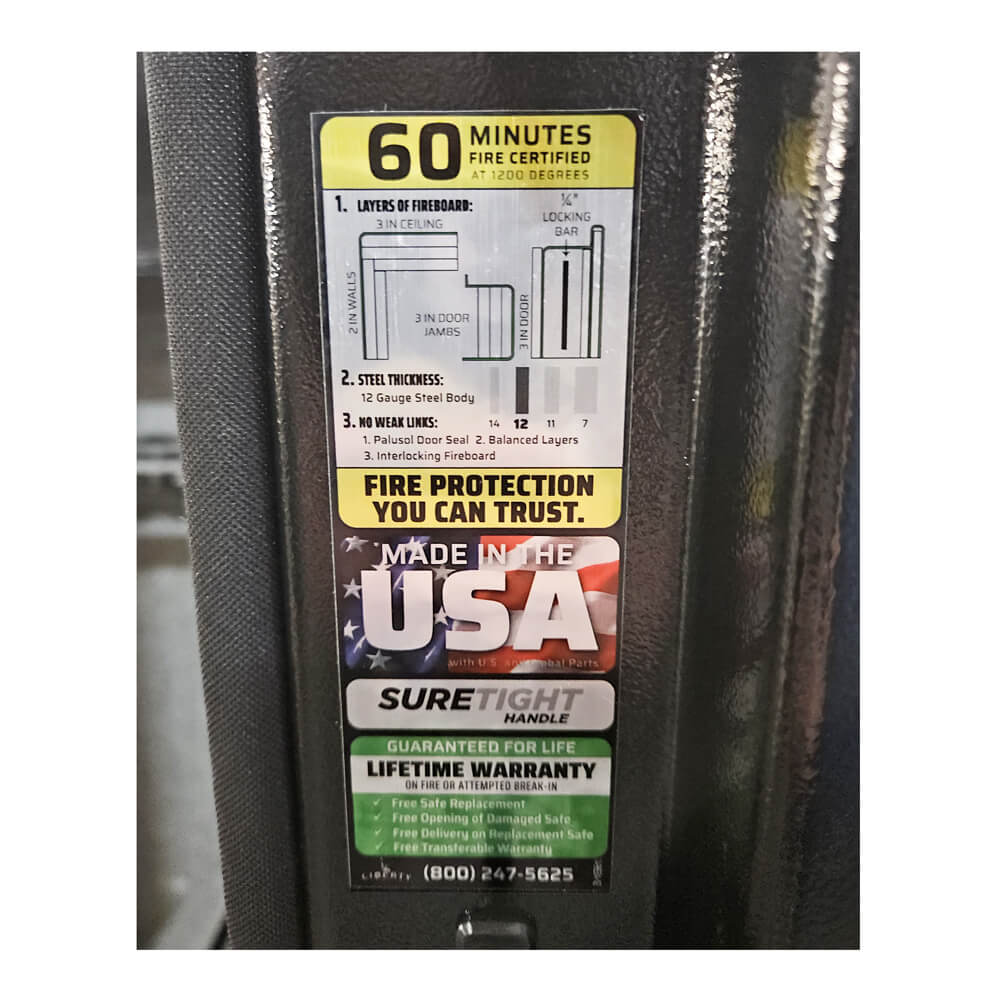 60 MINUTES
FIRE CERTIFIED
AT 1200 DEGREES
1. LAYERS OF FIREBOARD:
3 IN CEILING
¼"
LOCKING
BAR
2 IN WALLS
3 IN DOOR
JAMBS
3 IN DOOR
2. STEEL THICKNESS:
12 Gauge Steel Body
14 12 11 7
3. NO WEAK LINKS:
1. Palusol Door Seal 2. Balanced Layers
3. Interlocking Fireboard
FIRE PROTECTION
YOU CAN TRUST.
MADE IN THE
USA
with U.S. and Global Parts
SURETIGHT
HANDLE
GUARANTEED FOR LIFE
LIFETIME WARRANTY
ON FIRE OR ATTEMPTED BREAK-IN
✓ Free Safe Replacement
✓ Free Opening of Damaged Safe
✓ Free Delivery on Replacement Safe
✓ Free Transferable Warranty
LIBERTY (800) 247-5625